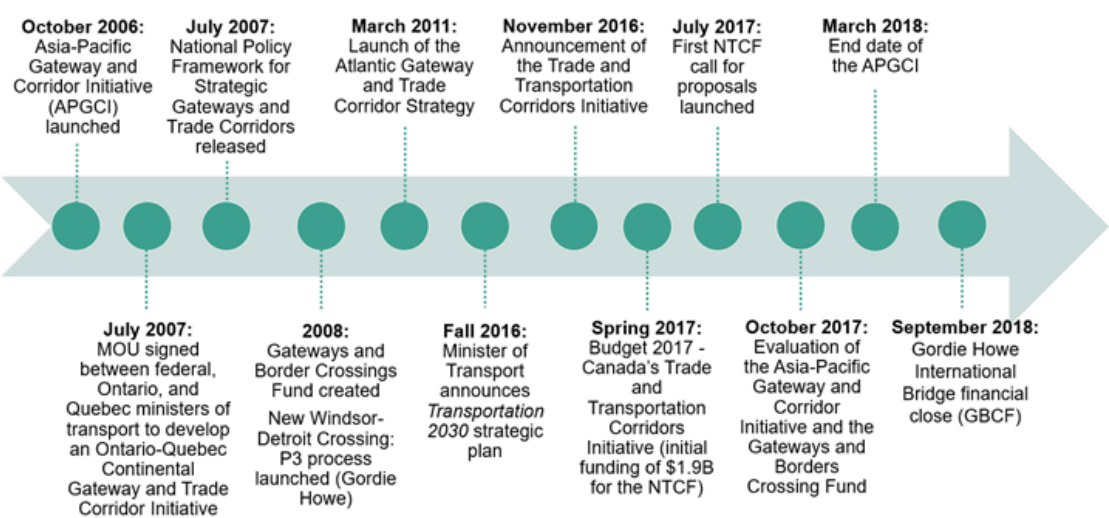 October 2006:
Asia-Pacific
Gateway and
Corridor Initiative
(APGCI)
launched
July 2007:
National Policy
Framework for
Strategic
Gateways and
Trade Corridors
released
March 2011:
Launch of the
Atlantic Gateway
and Trade
Corridor Strategy
November 2016:
Announcement of
the Trade and
Transportation
Corridors Initiative
July 2017:
First NTCF
call for
proposals
launched
March 2018:
End date of
the APGCI
July 2007:
MOU signed
between federal,
Ontario, and
Quebec ministers of
transport to develop
an Ontario-Quebec
Continental
Gateway and Trade
Corridor Initiative
2008:
Gateways and
Border Crossings
Fund created
New Windsor-
Detroit Crossing:
P3 process
launched (Gordie
Howe)
Fall 2016:
Minister of
Transport
announces
Transportation
2030 strategic
plan
Spring 2017:
Budget 2017 -
Canada's Trade
and
Transportation
Corridors
Initiative (initial
funding of $1.9B
for the NTCF)
October 2017:
Evaluation of
the Asia-Pacific
Gateway and
Corridor
Initiative and the
Gateways and
Borders
Crossing Fund
September 2018:
Gordie Howe
International
Bridge financial
close (GBCF)